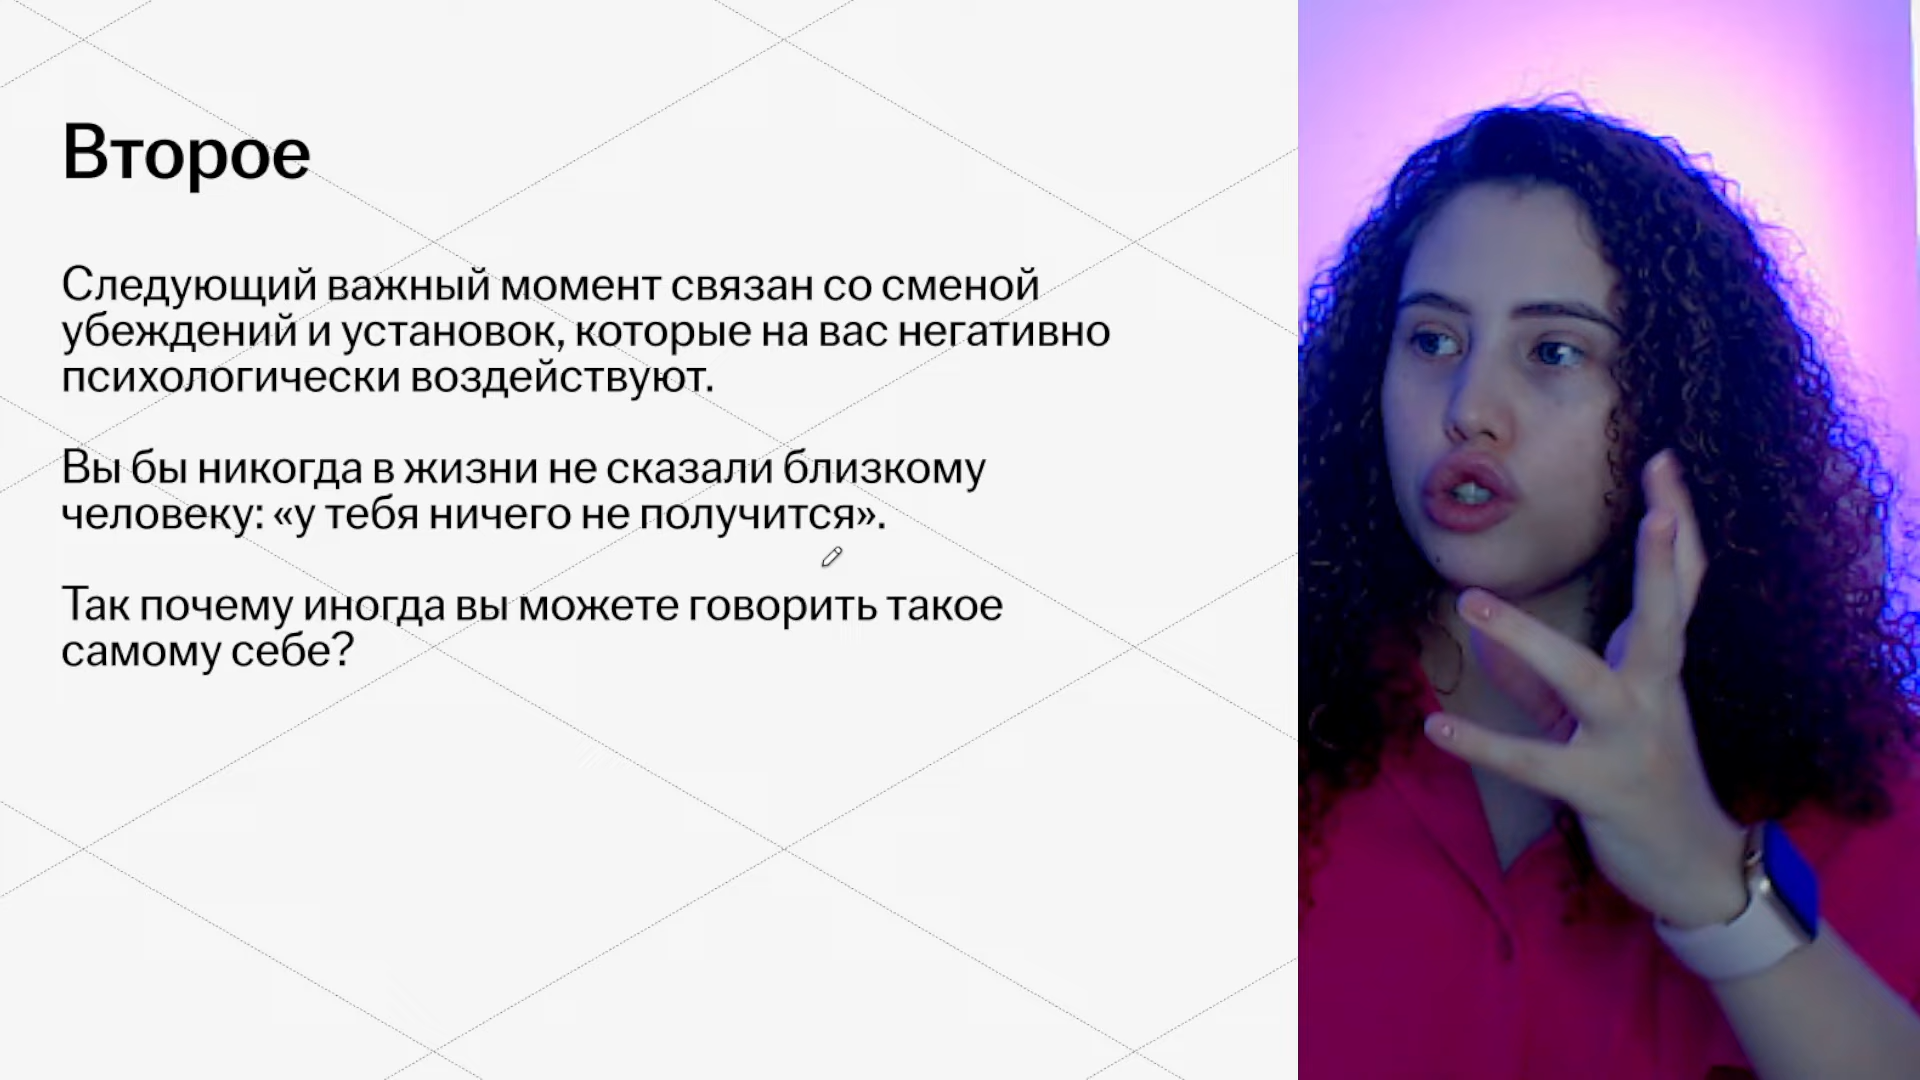 Второе
Следующий важный момент связан со сменой
убеждений и установок, которые на вас негативно
психологически воздействуют.
Вы бы никогда в жизни не сказали близкому
человеку: «у тебя ничего не получится».
Так почему иногда вы можете говорить такое
самому себе?